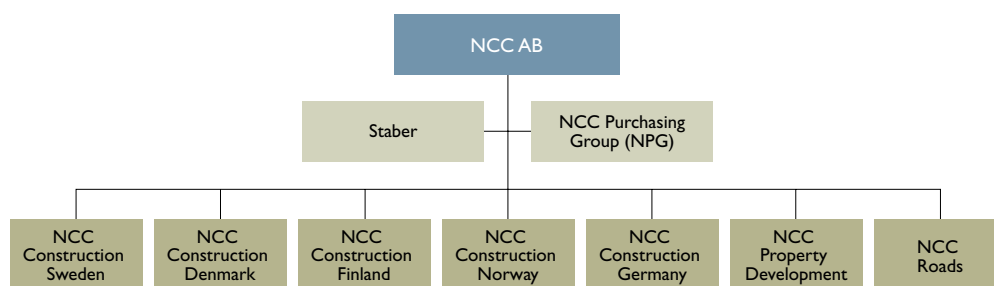 NCC AB
Staber
NCC Purchasing
Group (NPG)
NCC
Construction
Sweden
NCC
Construction
Denmark
NCC
Construction
Finland
NCC
Construction
Norway
NCC
Construction
Germany
NCC
Property
Development
NCC
Roads